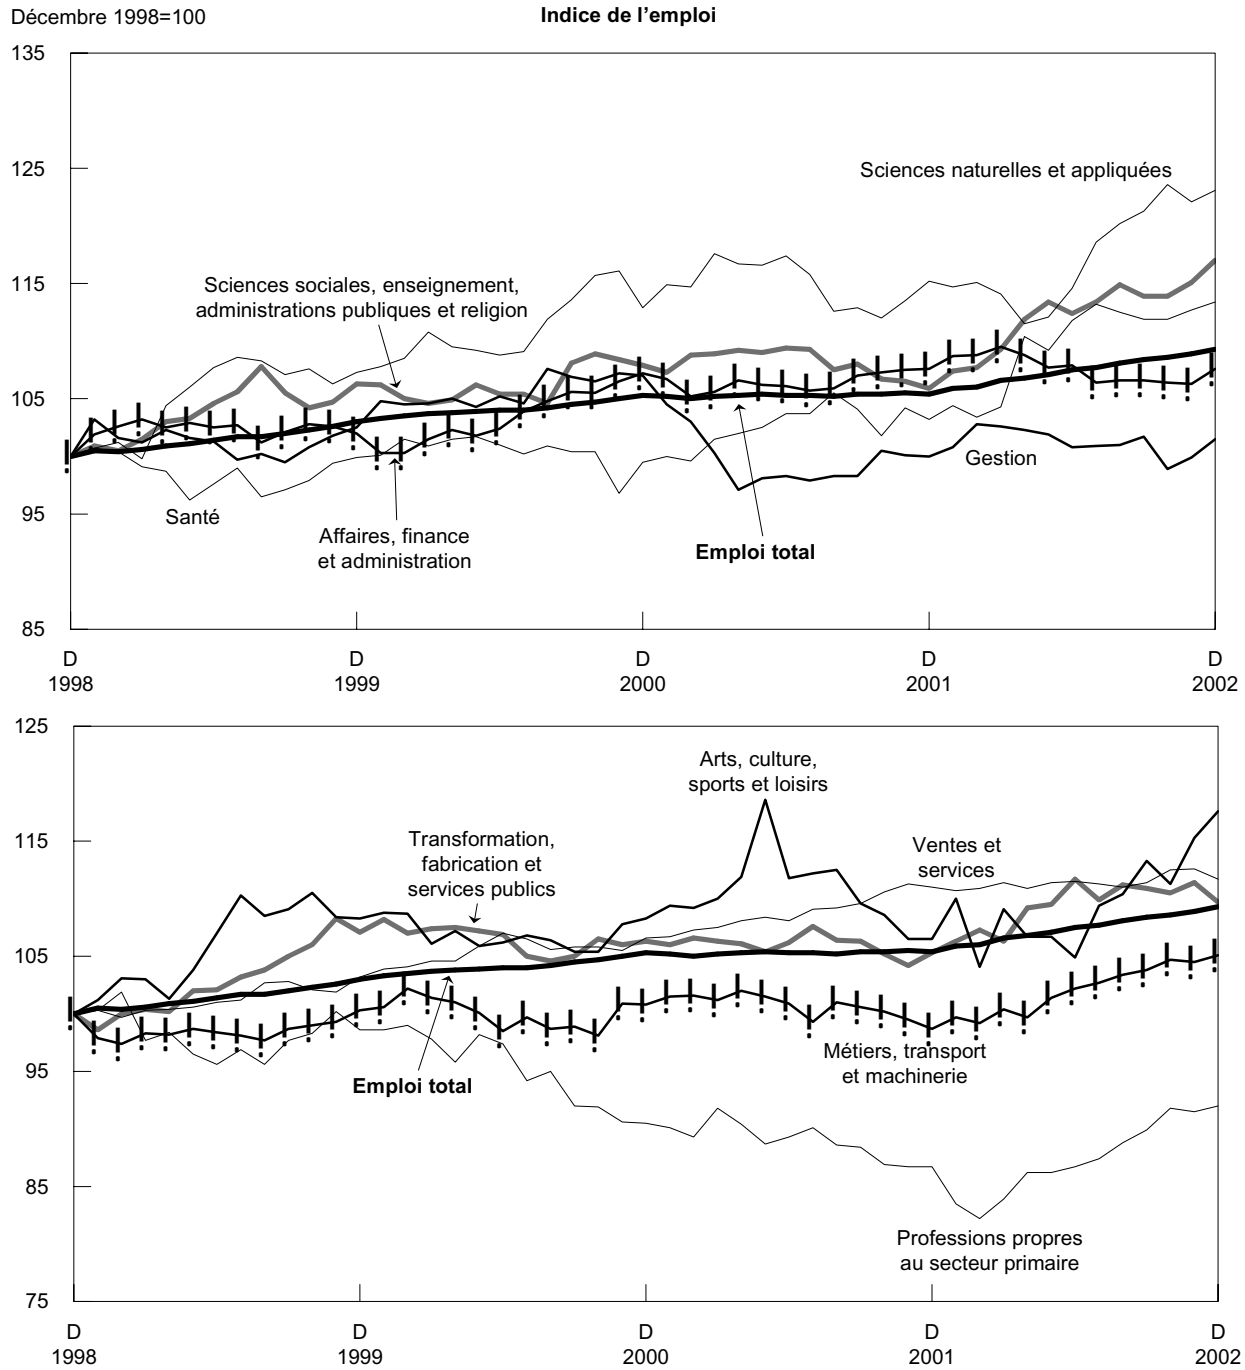 Décembre 1998=100
Indice de l'emploi
135
125
115
105
95
85
Sciences naturelles et appliquées
Sciences sociales, enseignement,
administrations publiques et religion
Santé
Affaires, finance
et administration
Emploi total
Gestion
D
1998
D
1999
D
2000
D
2001
D
2002
125
115
105
95
85
75
Arts, culture,
sports et loisirs
Transformation,
fabrication et
services publics
Ventes et
services
Emploi total
Métiers, transport
et machinerie
Professions propres
au secteur primaire
D
1998
D
1999
D
2000
D
2001
D
2002